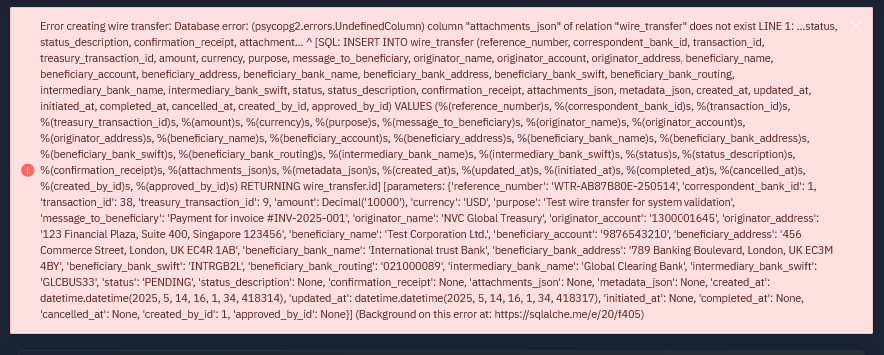 Error creating wire transfer: Database error: (psycopg2.errors.UndefinedColumn) column "attachments_json" of relation "wire_transfer" does not exist LINE 1: ...status,
status_description, confirmation_receipt, attachment... ^ [SQL: INSERT INTO wire_transfer (reference_number, correspondent_bank_id, transaction_id,
treasury_transaction_id, amount, currency, purpose, message_to_beneficiary, originator_name, originator_account, originator_address, beneficiary_name,
beneficiary_account, beneficiary_address, beneficiary_bank_name, beneficiary_bank_address, beneficiary_bank_swift, beneficiary_bank_routing,
intermediary_bank_name, intermediary_bank_swift, status, status_description, confirmation_receipt, attachments_json, metadata_json, created_at, updated_at,
initiated_at, completed_at, cancelled_at, created_by_id, approved_by_id) VALUES (%(reference_number)s, %(correspondent_bank_id)s, %(transaction_id)s,
%(treasury_transaction_id)s, %(amount)s, %(currency)s, %(purpose)s, %(message_to_beneficiary)s, %(originator_name)s, %(originator_account)s,
%(originator_address)s, %(beneficiary_name)s, %(beneficiary_account)s, %(beneficiary_address)s, %(beneficiary_bank_name)s, %(beneficiary_bank_address)s,
%(beneficiary_bank_swift)s, %(beneficiary_bank_routing)s, %(intermediary_bank_name)s, %(intermediary_bank_swift)s, %(status)s, %(status_description)s,
%(confirmation_receipt)s, %(attachments_json)s, %(metadata_json)s, %(created_at)s, %(updated_at)s, %(initiated_at)s, %(completed_at)s, %(cancelled_at)s,
%(created_by_id)s, %(approved_by_id)s) RETURNING wire_transfer.id] [parameters: {'reference_number': 'WTR-AB87B80E-250514', 'correspondent_bank_id': 1,
'transaction_id': 38, 'treasury_transaction_id': 9, 'amount': Decimal('10000'), 'currency': 'USD', 'purpose': 'Test wire transfer for system validation',
'message_to_beneficiary': 'Payment for invoice #INV-2025-001', 'originator_name': 'NVC Global Treasury', 'originator_account': '1300001645', 'originator_address':
'123 Financial Plaza, Suite 400, Singapore 123456', 'beneficiary_name': 'Test Corporation Ltd.', 'beneficiary_account': '9876543210', 'beneficiary_address': '456
Commerce Street, London, UK EC4R 1AB', 'beneficiary_bank_name': 'International trust Bank', 'beneficiary_bank_address': '789 Banking Boulevard, London, UK EC3M
4BY', 'beneficiary_bank_swift': 'INTRGB2L', 'beneficiary_bank_routing': '021000089', 'intermediary_bank_name': 'Global Clearing Bank', 'intermediary_bank_swift':
'GLCBUS33', 'status': 'PENDING', 'status_description': None, 'confirmation_receipt': None, 'attachments_json': None, 'metadata_json': None, 'created_at':
datetime.datetime(2025, 5, 14, 16, 1, 34, 418314), 'updated_at': datetime.datetime(2025, 5, 14, 16, 1, 34, 418317), 'initiated_at': None, 'completed_at': None,
'cancelled_at': None, 'created_by_id': 1, 'approved_by_id': None}] (Background on this error at: https://sqlalche.me/e/20/f405)